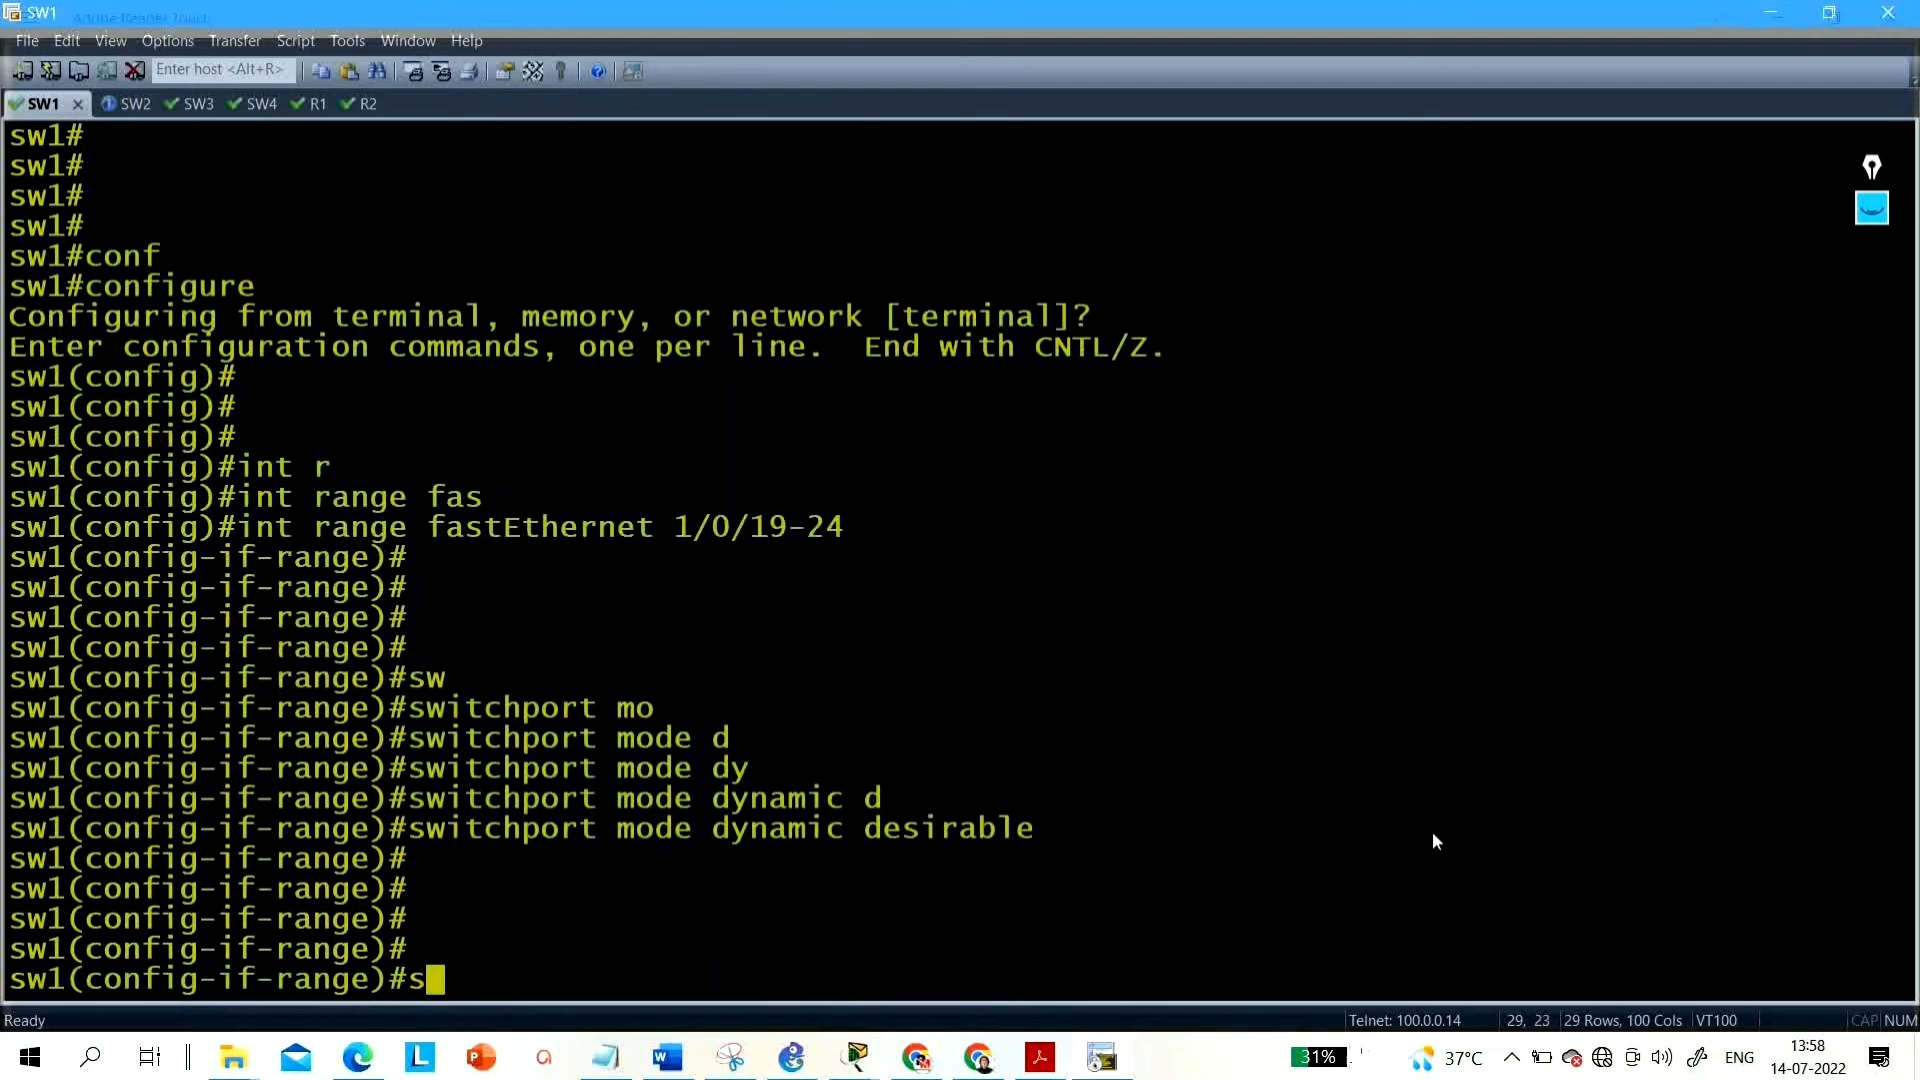 SW1
File Edit View Options Transfer Script Tools Window Help
Enter host <Alt+R>
SW1 SW2 SW3 SW4 R1 R2
sw1#
sw1#
sw1#
sw1#
sw1#conf
sw1#configure
Configuring from terminal, memory, or network [terminal]?
Enter configuration commands, one per line.  End with CNTL/Z.
sw1(config)#
sw1(config)#
sw1(config)#
sw1(config)#int r
sw1(config)#int range fas
sw1(config)#int range fastEthernet 1/0/19-24
sw1(config-if-range)#
sw1(config-if-range)#
sw1(config-if-range)#
sw1(config-if-range)#
sw1(config-if-range)#sw
sw1(config-if-range)#switchport mo
sw1(config-if-range)#switchport mode d
sw1(config-if-range)#switchport mode dy
sw1(config-if-range)#switchport mode dynamic d
sw1(config-if-range)#switchport mode dynamic desirable
sw1(config-if-range)#
sw1(config-if-range)#
sw1(config-if-range)#
sw1(config-if-range)#
sw1(config-if-range)#s
Ready Telnet: 100.0.0.14 29, 23 29 Rows, 100 Cols VT100 CAP NUM
31% 37°C ENG 13:58
14-07-2022